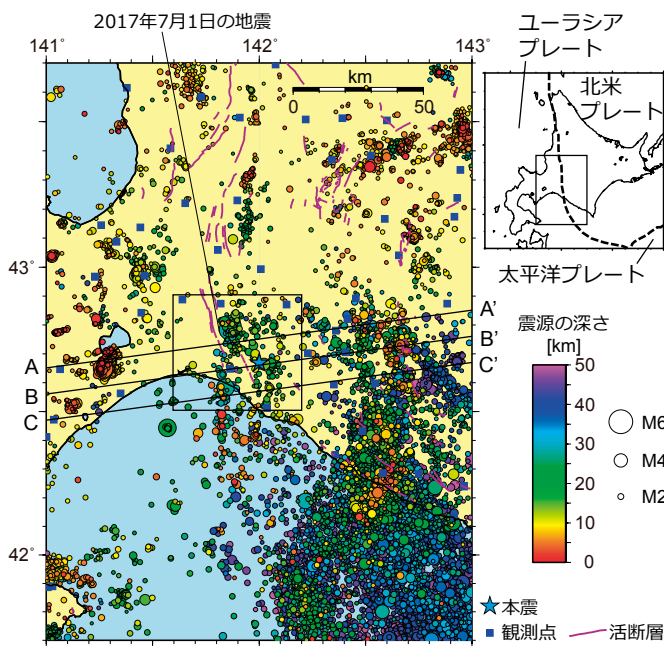 2017年7月1日の地震
141°
142°
143°
km
0
50
43°
42°
A
B
C
A'
B'
C'
ユーラシア
プレート
北米
プレート
太平洋プレート
震源の深さ
[km]
50
40
30
20
10
0
M6
M4
M2
本震
観測点
活断層